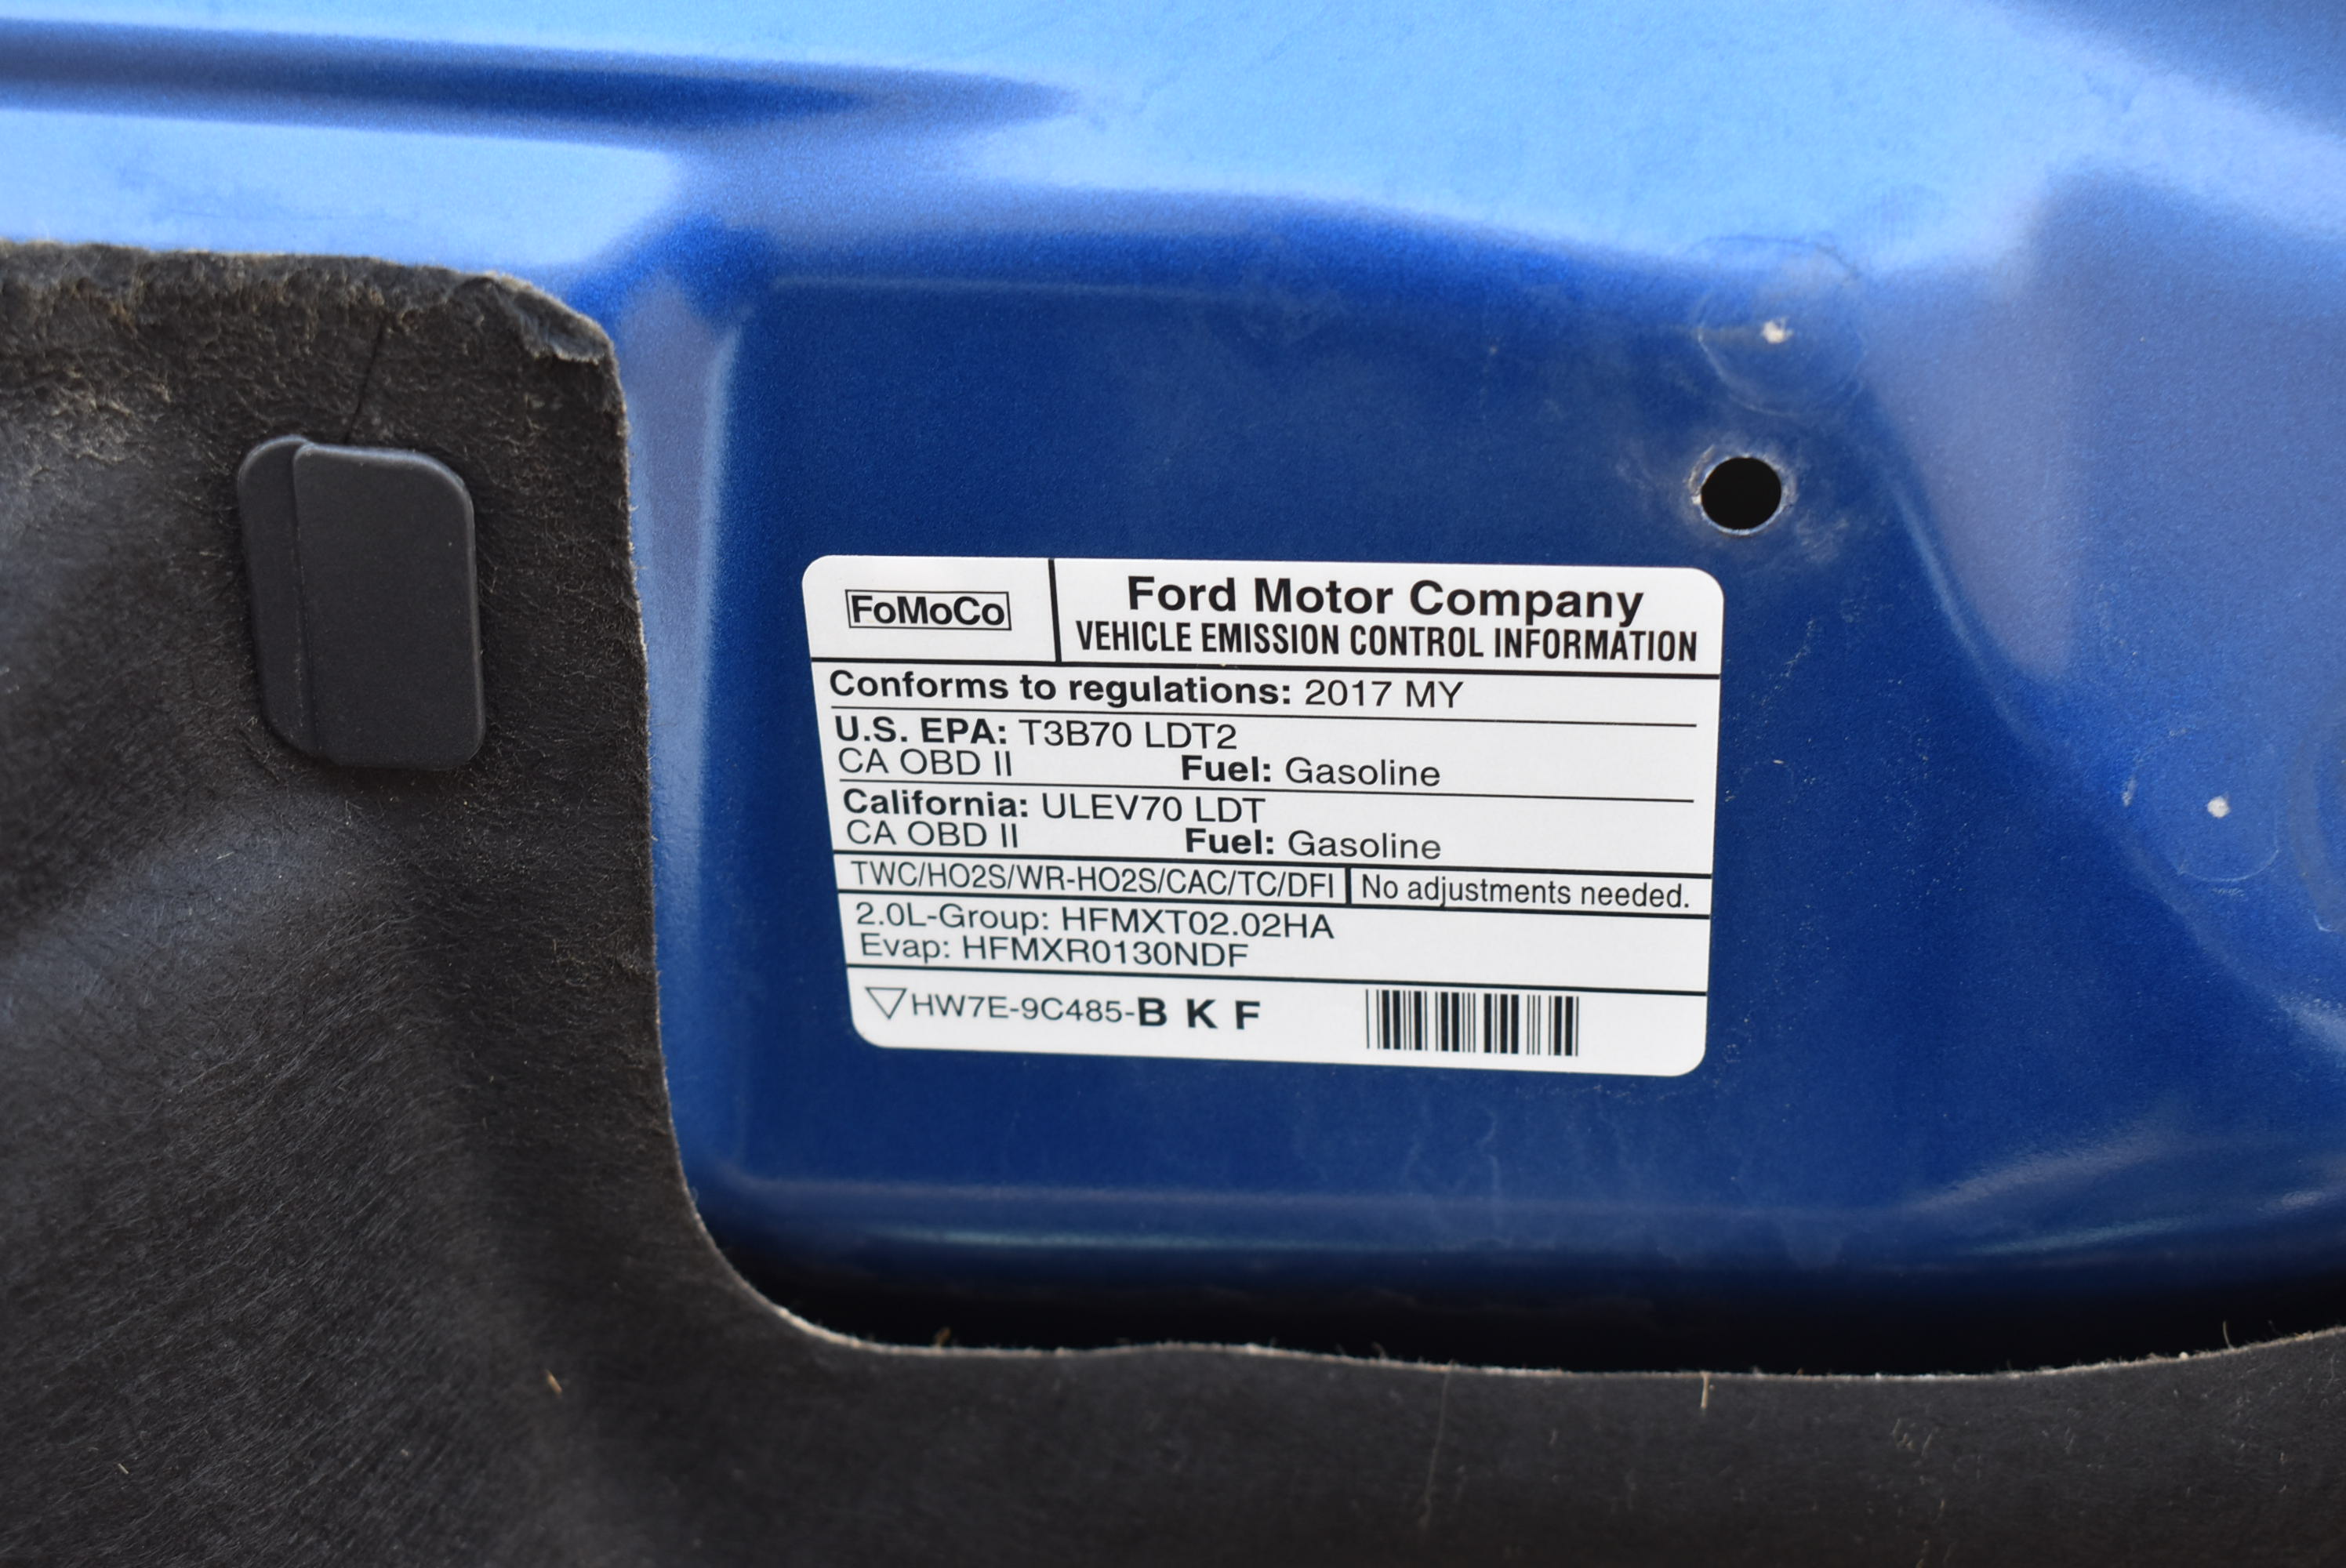 FoMoCo
Ford Motor Company
VEHICLE EMISSION CONTROL INFORMATION
Conforms to regulations: 2017 MY
U.S. EPA: T3B70 LDT2
CA OBD II Fuel: Gasoline
California: ULEV70 LDT
CA OBD II Fuel: Gasoline
TWC/HO2S/WR-HO2S/CAC/TC/DFI No adjustments needed.
2.0L-Group: HFMXT02.02HA
Evap: HFMXR0130NDF
▽HW7E-9C485-B K F